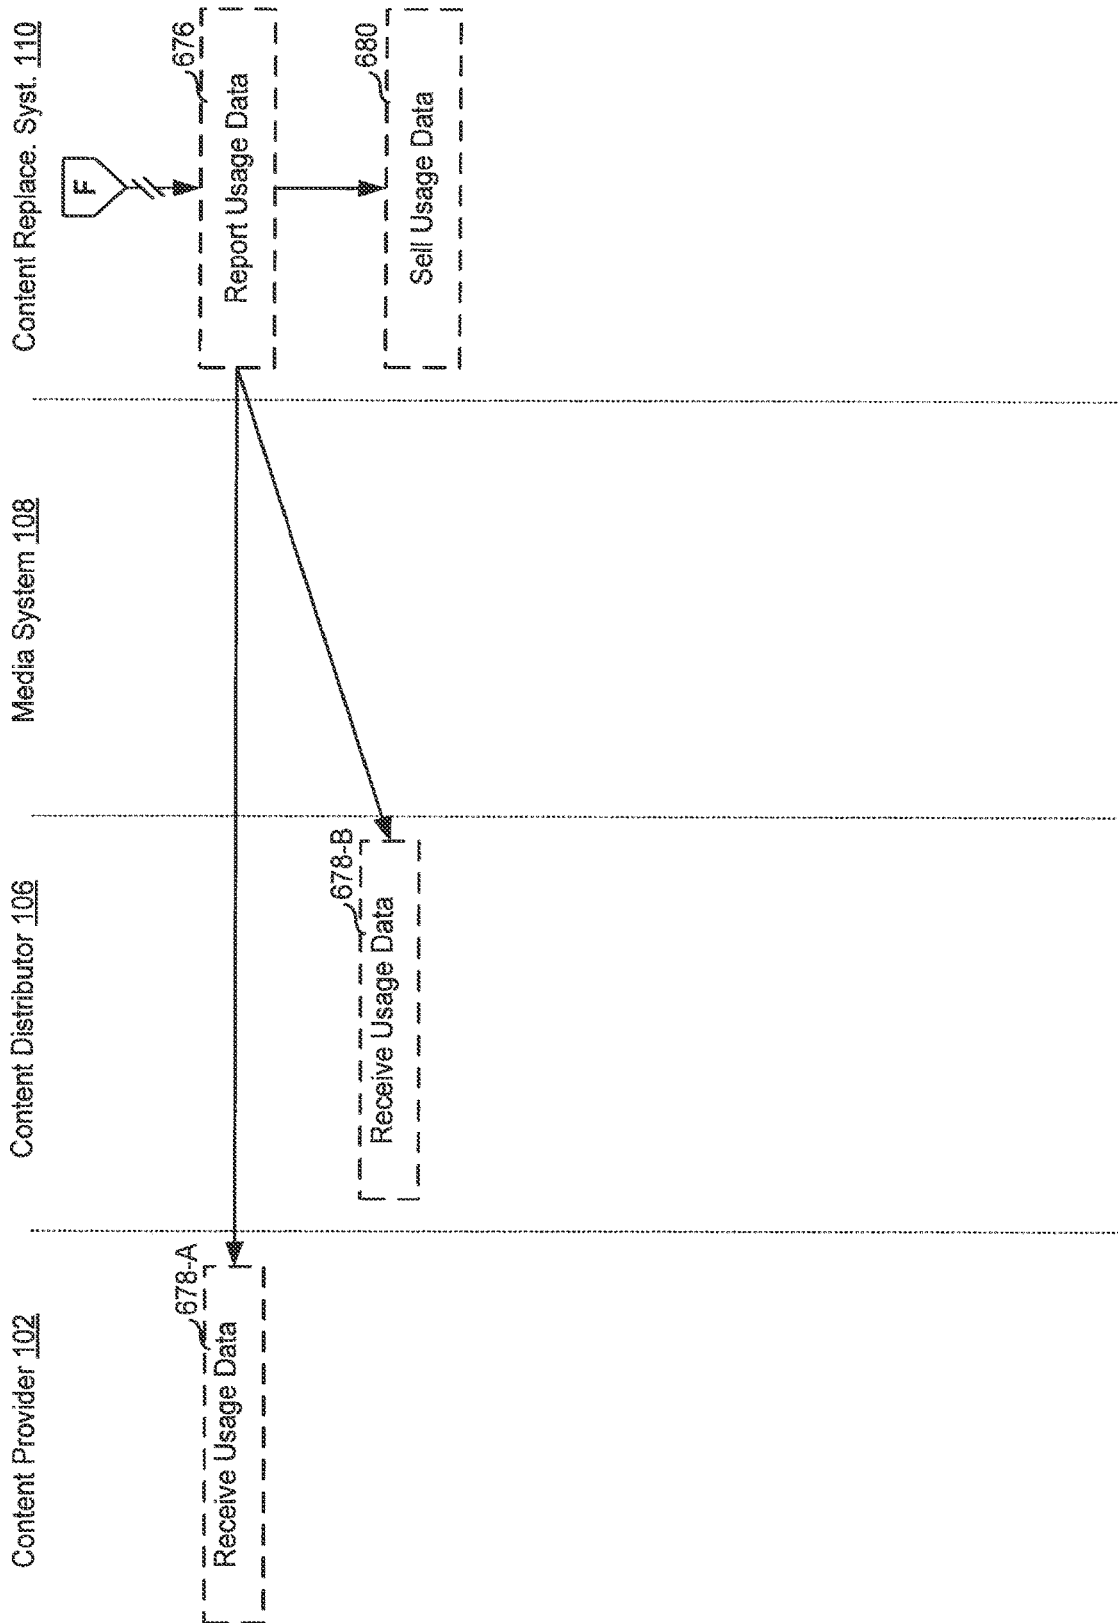 Content Provider 102
Content Distributor 106
Media System 108
Content Replace. Syst. 110
F
678-A
Receive Usage Data
676
Report Usage Data
678-B
Receive Usage Data
680
Sell Usage Data